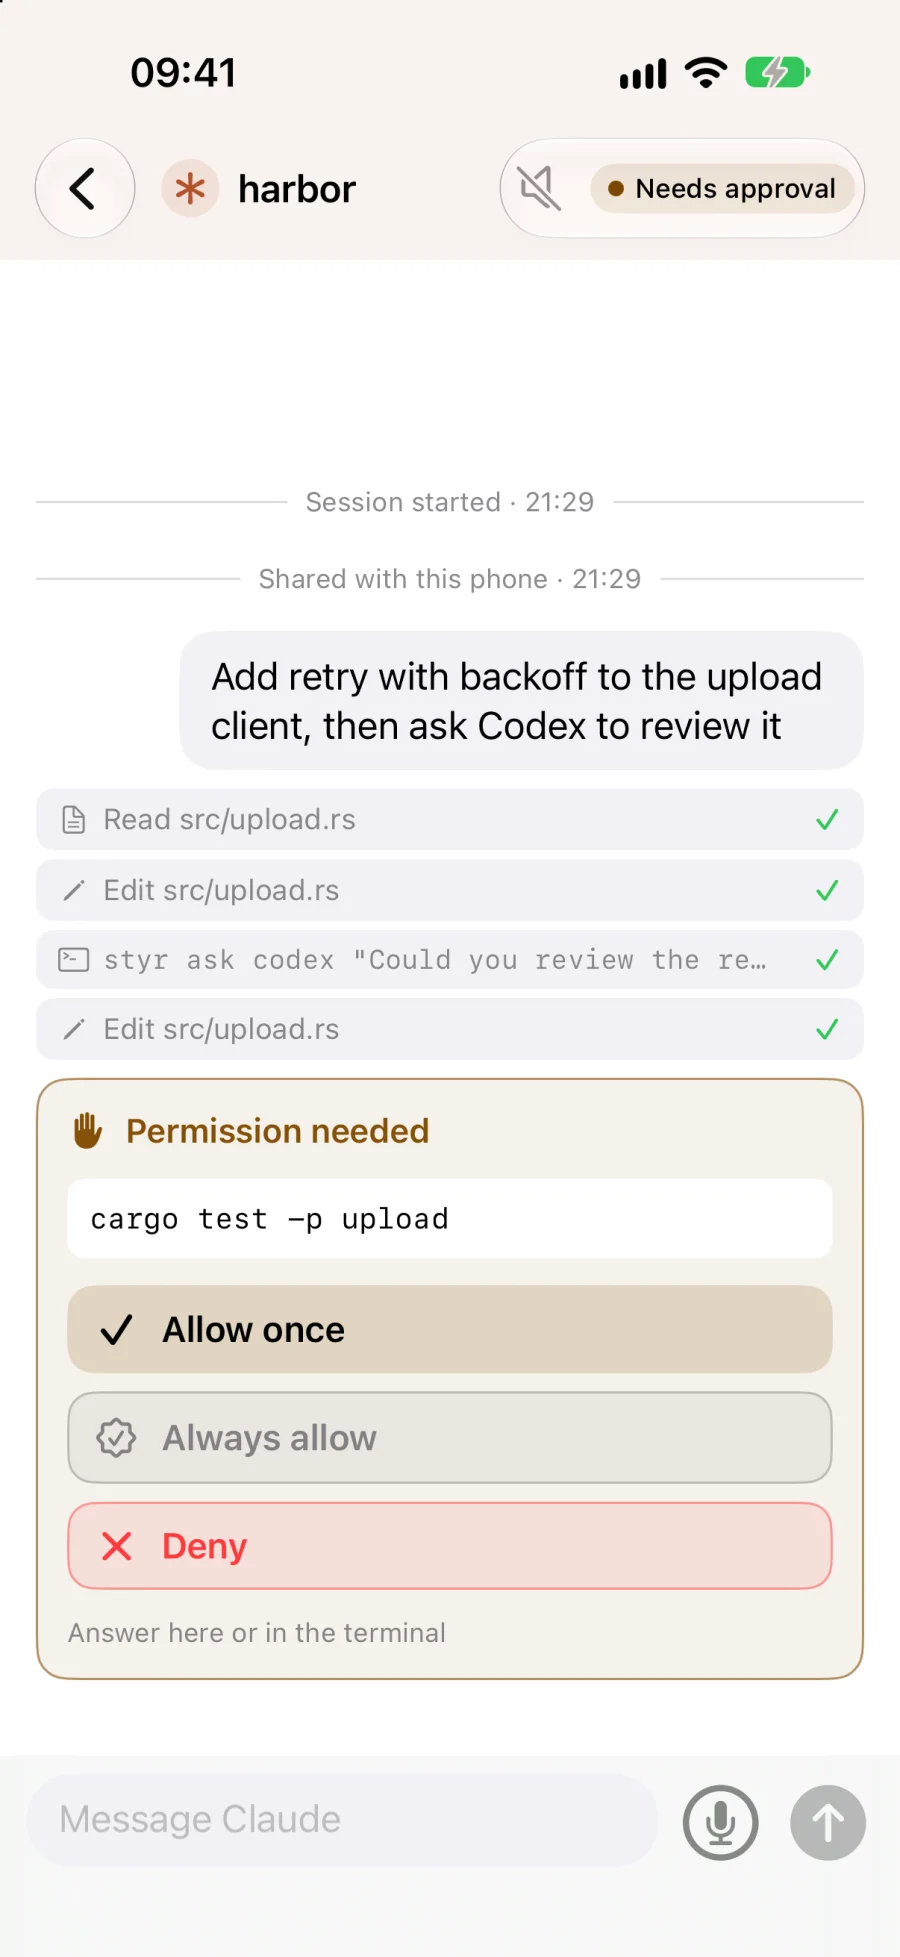 09:41
harbor
Needs approval
Session started · 21:29
Shared with this phone · 21:29
Add retry with backoff to the upload
client, then ask Codex to review it
Read src/upload.rs
Edit src/upload.rs
styr ask codex "Could you review the re…
Edit src/upload.rs
Permission needed
cargo test –p upload
Allow once
Always allow
Deny
Answer here or in the terminal
Message Claude